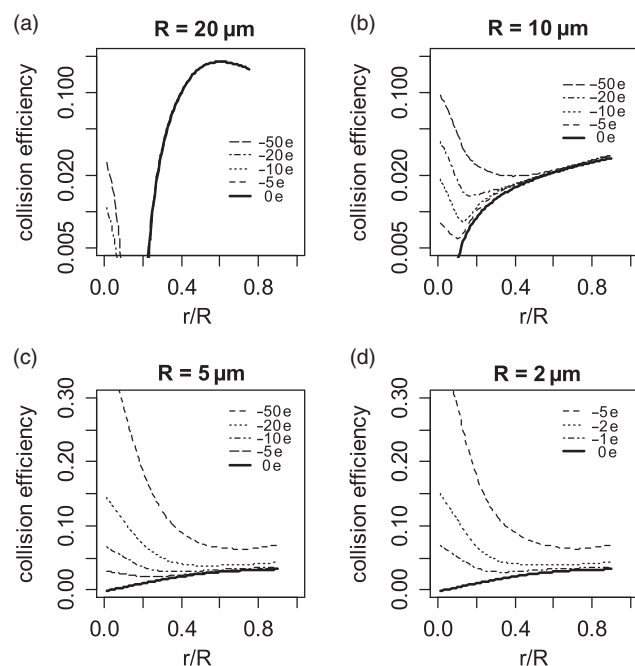 (a)
R = 20 µm
collision efficiency
0.005 0.020 0.100
−50e
−20e
−10e
−5e
0e
0.0 0.4 0.8
r/R
(b)
R = 10 µm
collision efficiency
0.005 0.020 0.100
−50e
−20e
−10e
−5e
0e
0.0 0.4 0.8
r/R
(c)
R = 5 µm
collision efficiency
0.00 0.10 0.20 0.30
−50e
−20e
−10e
−5e
0e
0.0 0.4 0.8
r/R
(d)
R = 2 µm
collision efficiency
0.00 0.10 0.20 0.30
−5e
−2e
−1e
0e
0.0 0.4 0.8
r/R